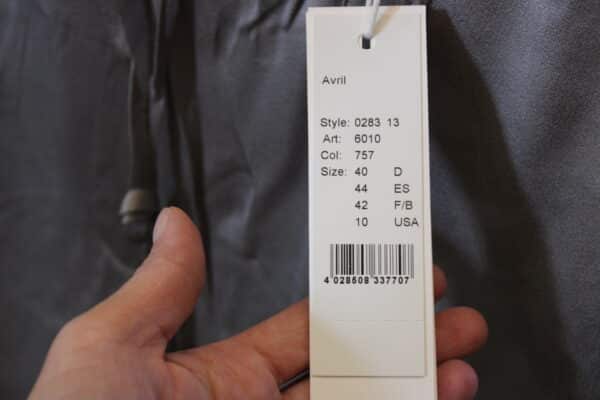 Avril
Style: 0283 13
Art: 6010
Col: 757
Size: 40 D
44 ES
42 F/B
10 USA
4 028508 337707